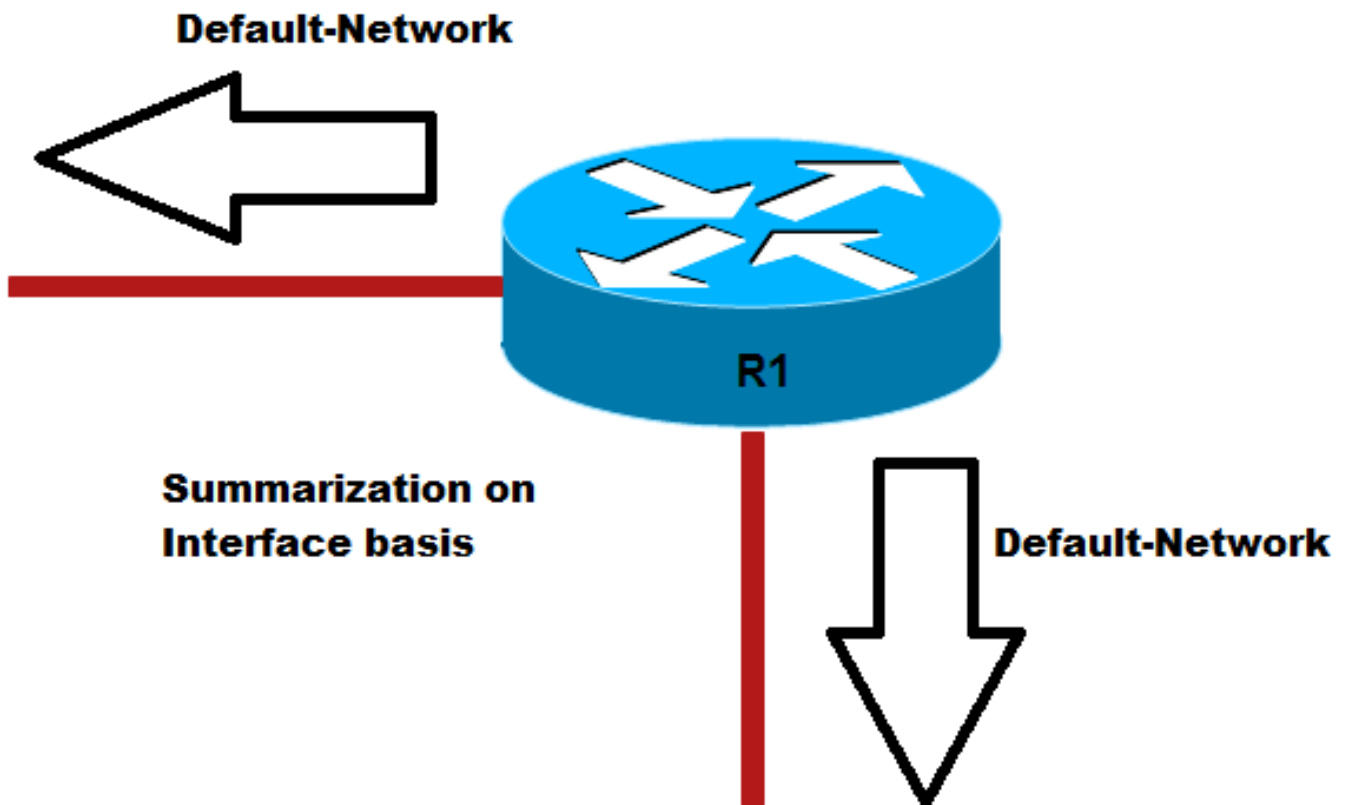 Default-Network
R1
Summarization on
Interface basis
Default-Network